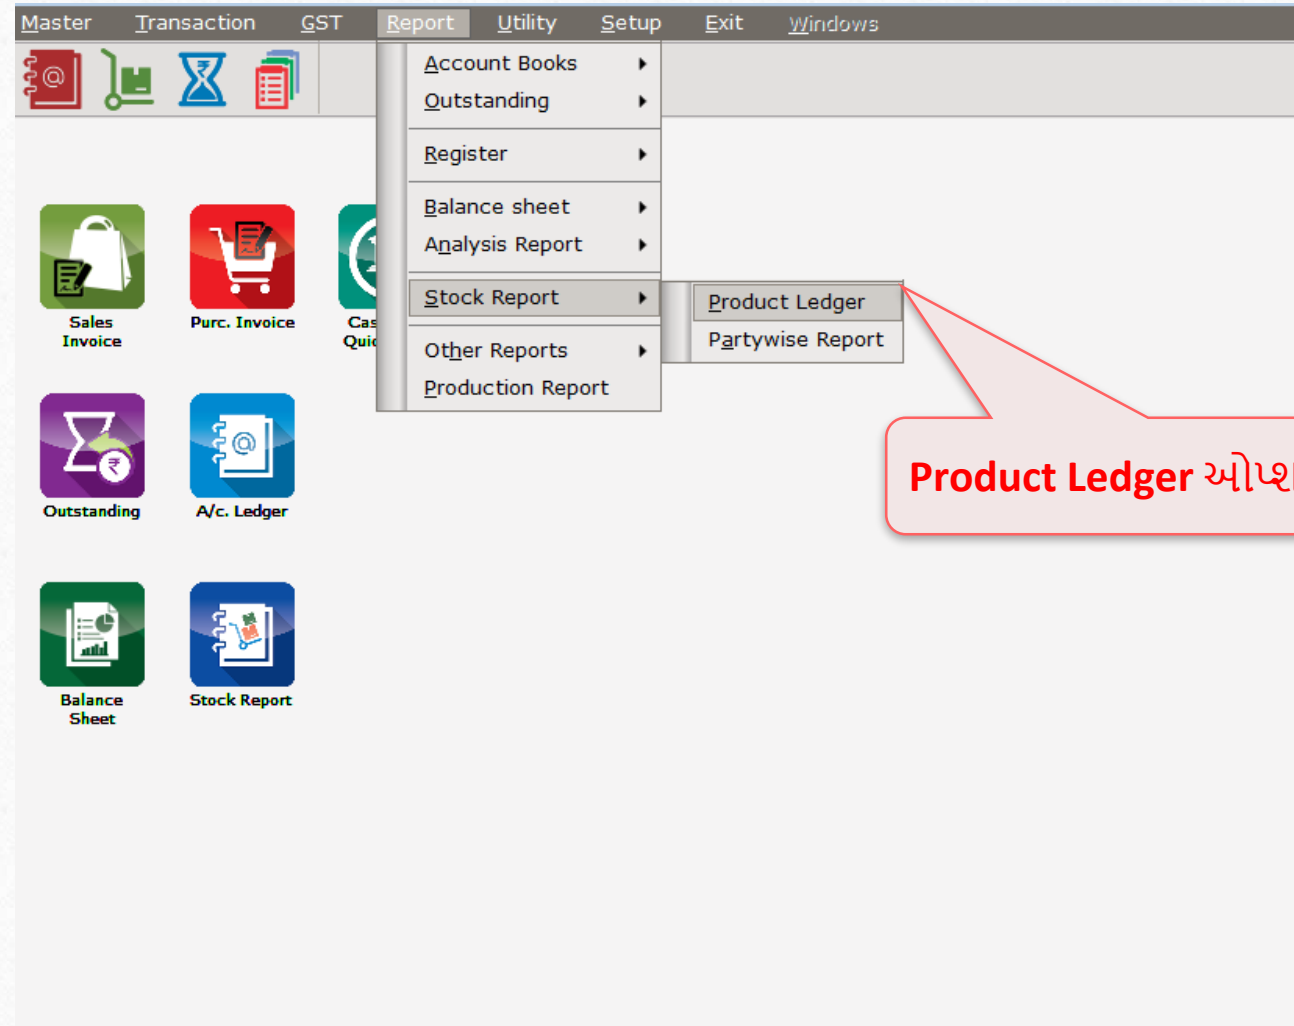 Master Transaction GST Report Utility Setup Exit Windows
Account Books
Outstanding
Register
Balance sheet
Analysis Report
Stock Report
Other Reports
Production Report
Product Ledger
Partywise Report
Sales
Invoice
Purc. Invoice
Outstanding
A/c. Ledger
Balance
Sheet
Stock Report
Product Ledger